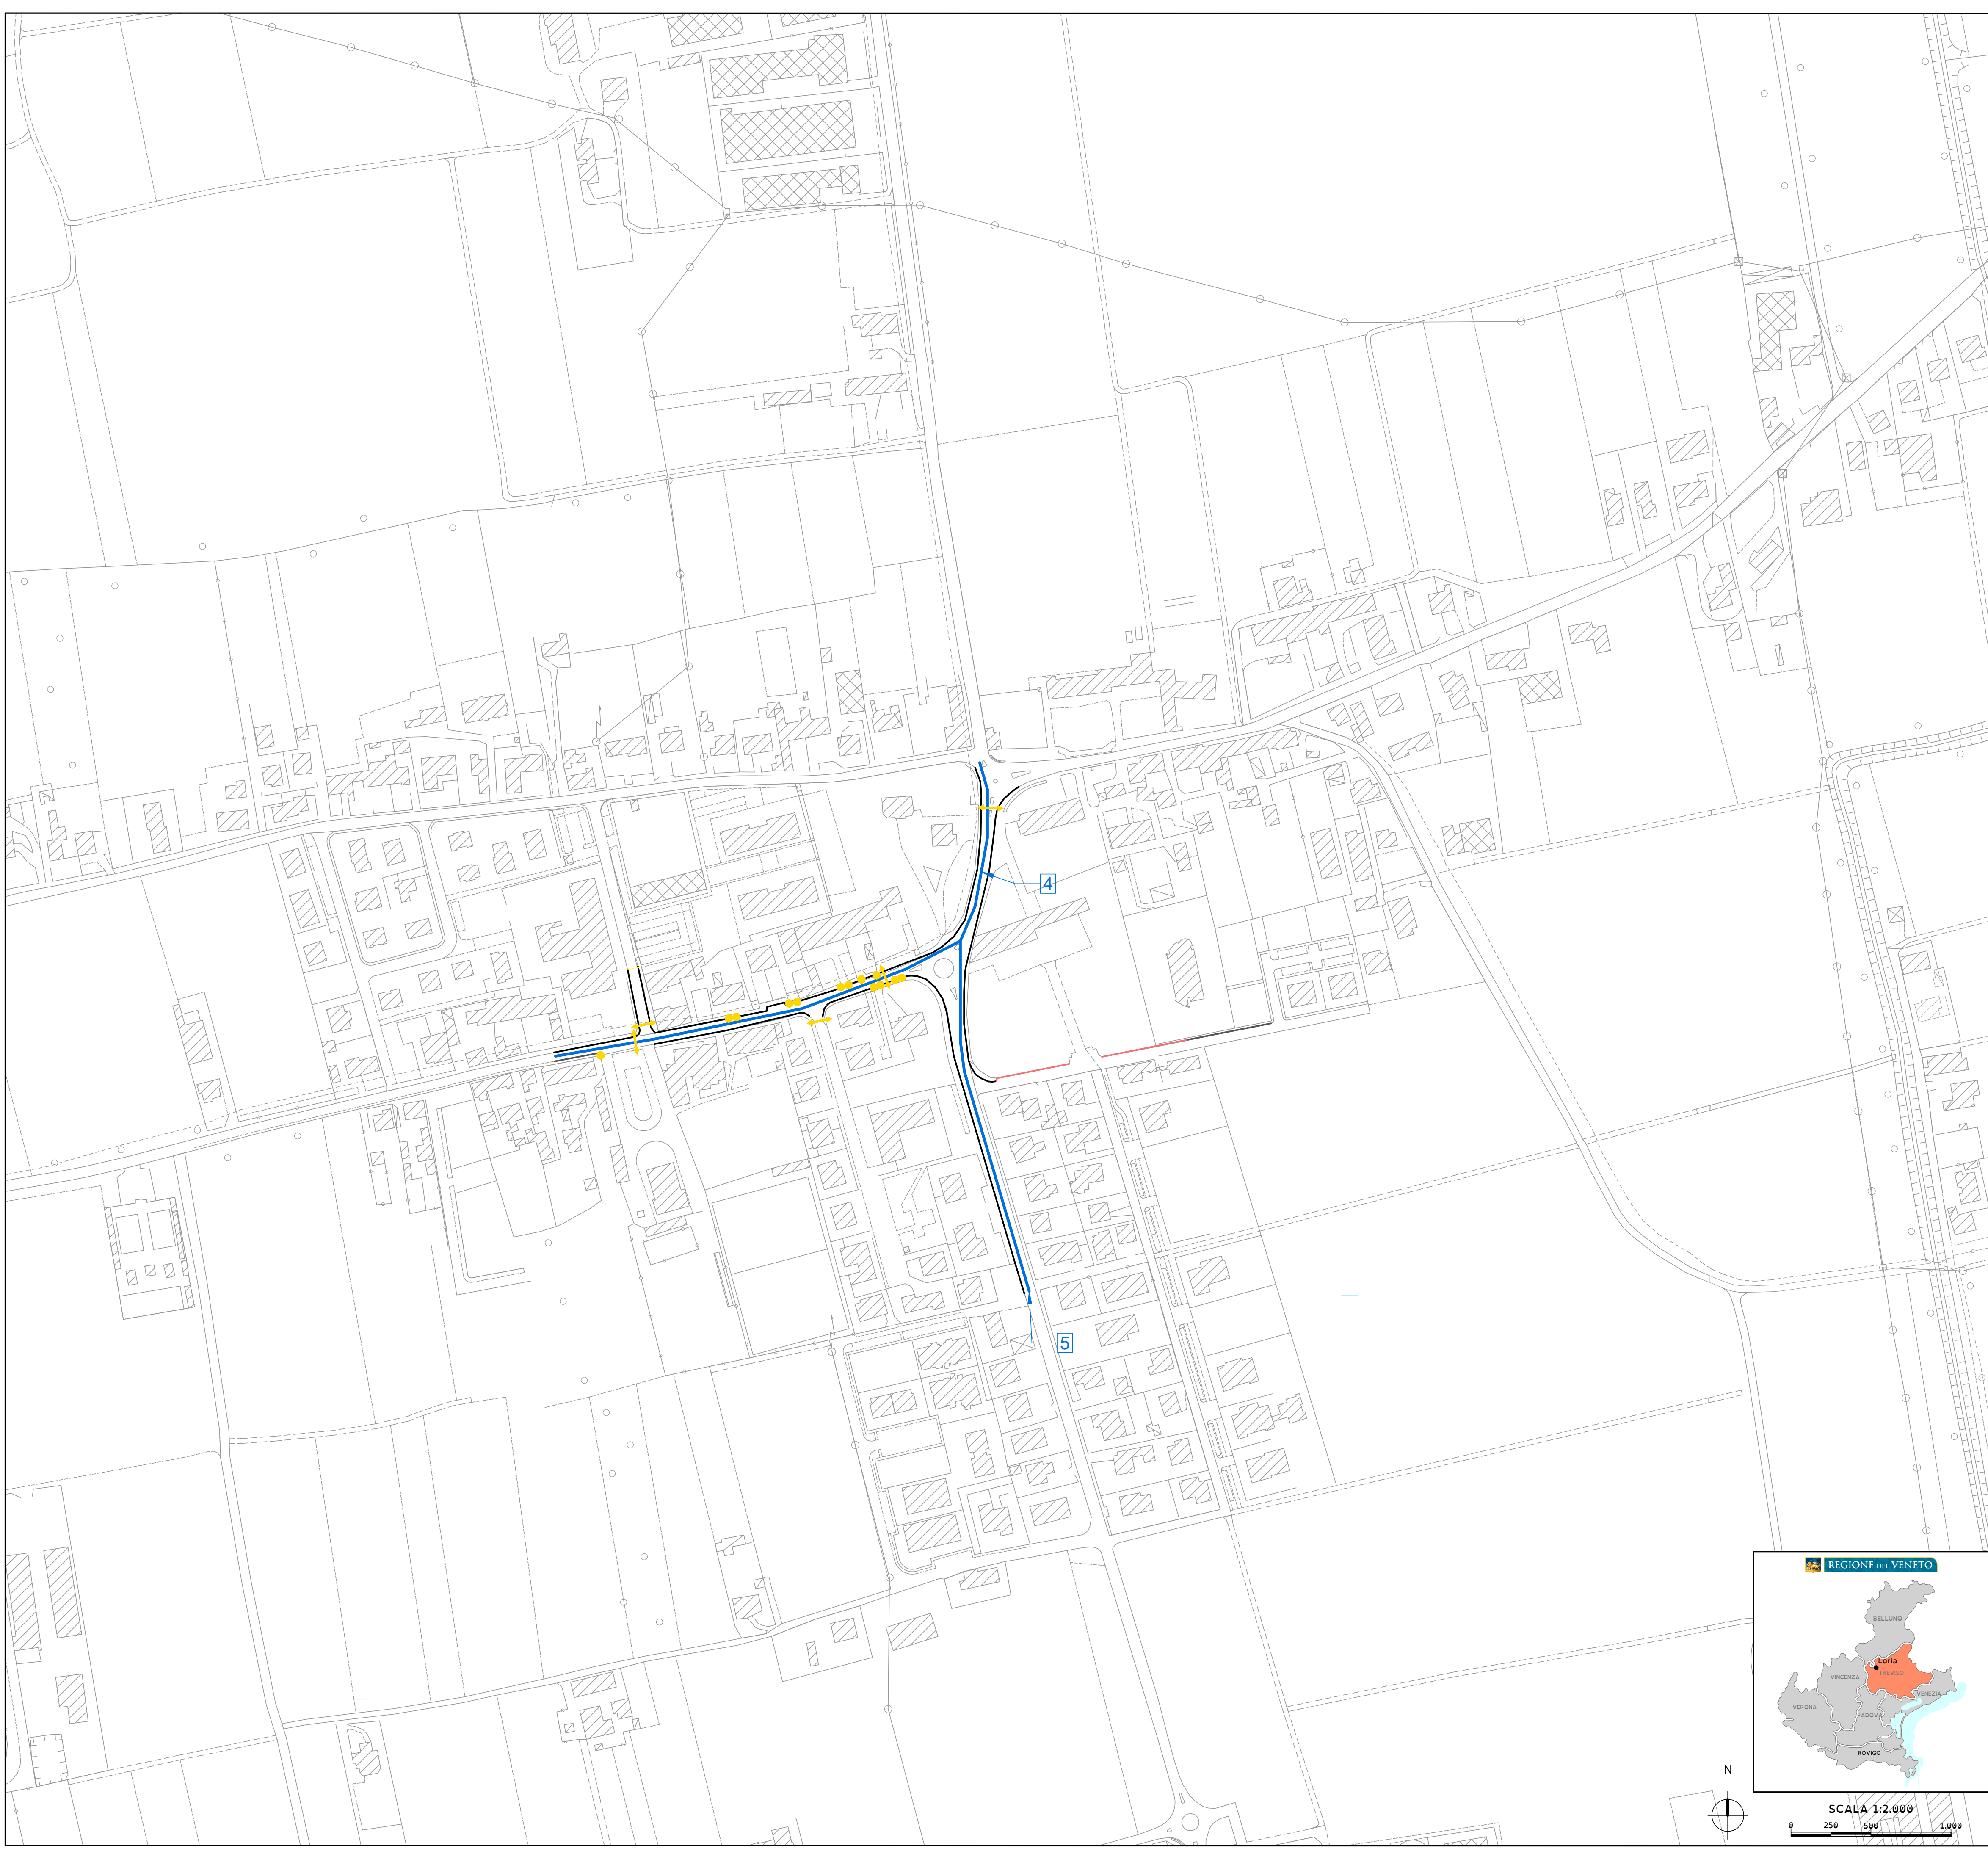 4
5
REGIONE DEL VENETO
BELLUNO
Loria
TREVISO
VINCENZA
VENEZIA
VERONA
PADOVA
ROVIGO
N
SCALA 1:2.000
0 250 500 1.000